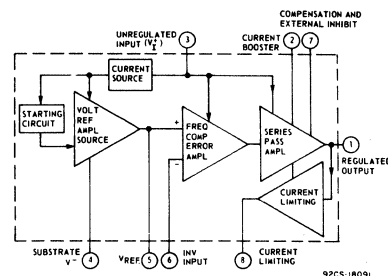 COMPENSATION AND
EXTERNAL INHIBIT
UNREGULATED
INPUT (V⁺I)
3
CURRENT
BOOSTER
2
7
CURRENT
SOURCE
STARTING
CIRCUIT
VOLT
REF
AMPL
SOURCE
+
FREQ
COMP
ERROR
AMPL
-
SERIES
PASS
AMPL
1
REGULATED
OUTPUT
CURRENT
LIMITING
SUBSTRATE
V-
4
VREF.
5
6
INV
INPUT
8
CURRENT
LIMITING
92CS-18091